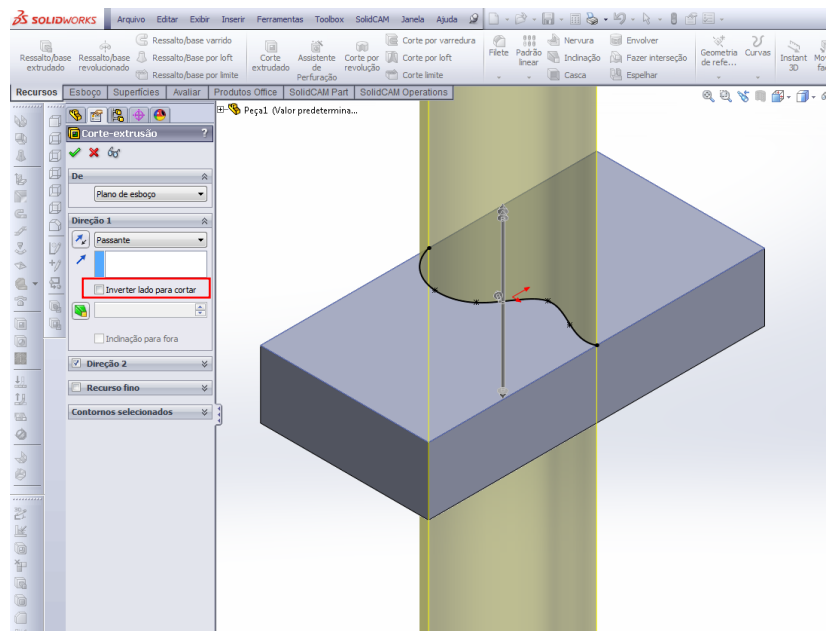 SOLIDWORKS Arquivo Editar Exibir Inserir Ferramentas Toolbox SolidCAM Janela Ajuda
Ressalto/base extrudado
Ressalto/base revolucionado
Ressalto/base varrido
Ressalto/base por loft
Ressalto/base por limite
Corte extrudado
Assistente de Perfuração
Corte por revolução
Corte por varredura
Corte por loft
Corte limite
Filete
Padrão linear
Nervura
Inclinação
Casca
Envolver
Fazer interseção
Espelhar
Geometria de refe...
Curvas
Instant 3D
Recursos Esboço Superfícies Avaliar Produtos Office SolidCAM Part SolidCAM Operations
Peça1 (Valor predetermina...
Corte-extrusão ?
De
Plano de esboço
Direção 1
Passante
Inverter lado para cortar
Inclinação para fora
Direção 2
Recurso fino
Contornos selecionados